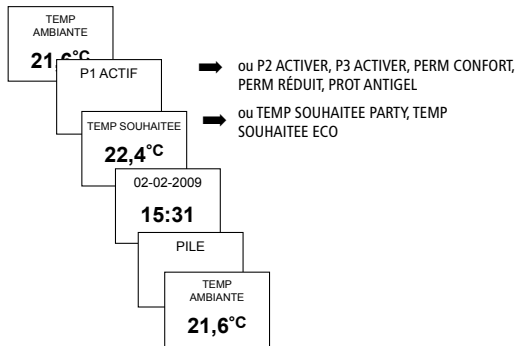 TEMP
AMBIANTE
21,6°C
P1 ACTIF
ou P2 ACTIVER, P3 ACTIVER, PERM CONFORT,
PERM RÉDUIT, PROT ANTIGEL
TEMP SOUHAITEE
22,4°C
ou TEMP SOUHAITEE PARTY, TEMP
SOUHAITEE ECO
02-02-2009
15:31
PILE
TEMP
AMBIANTE
21,6°C